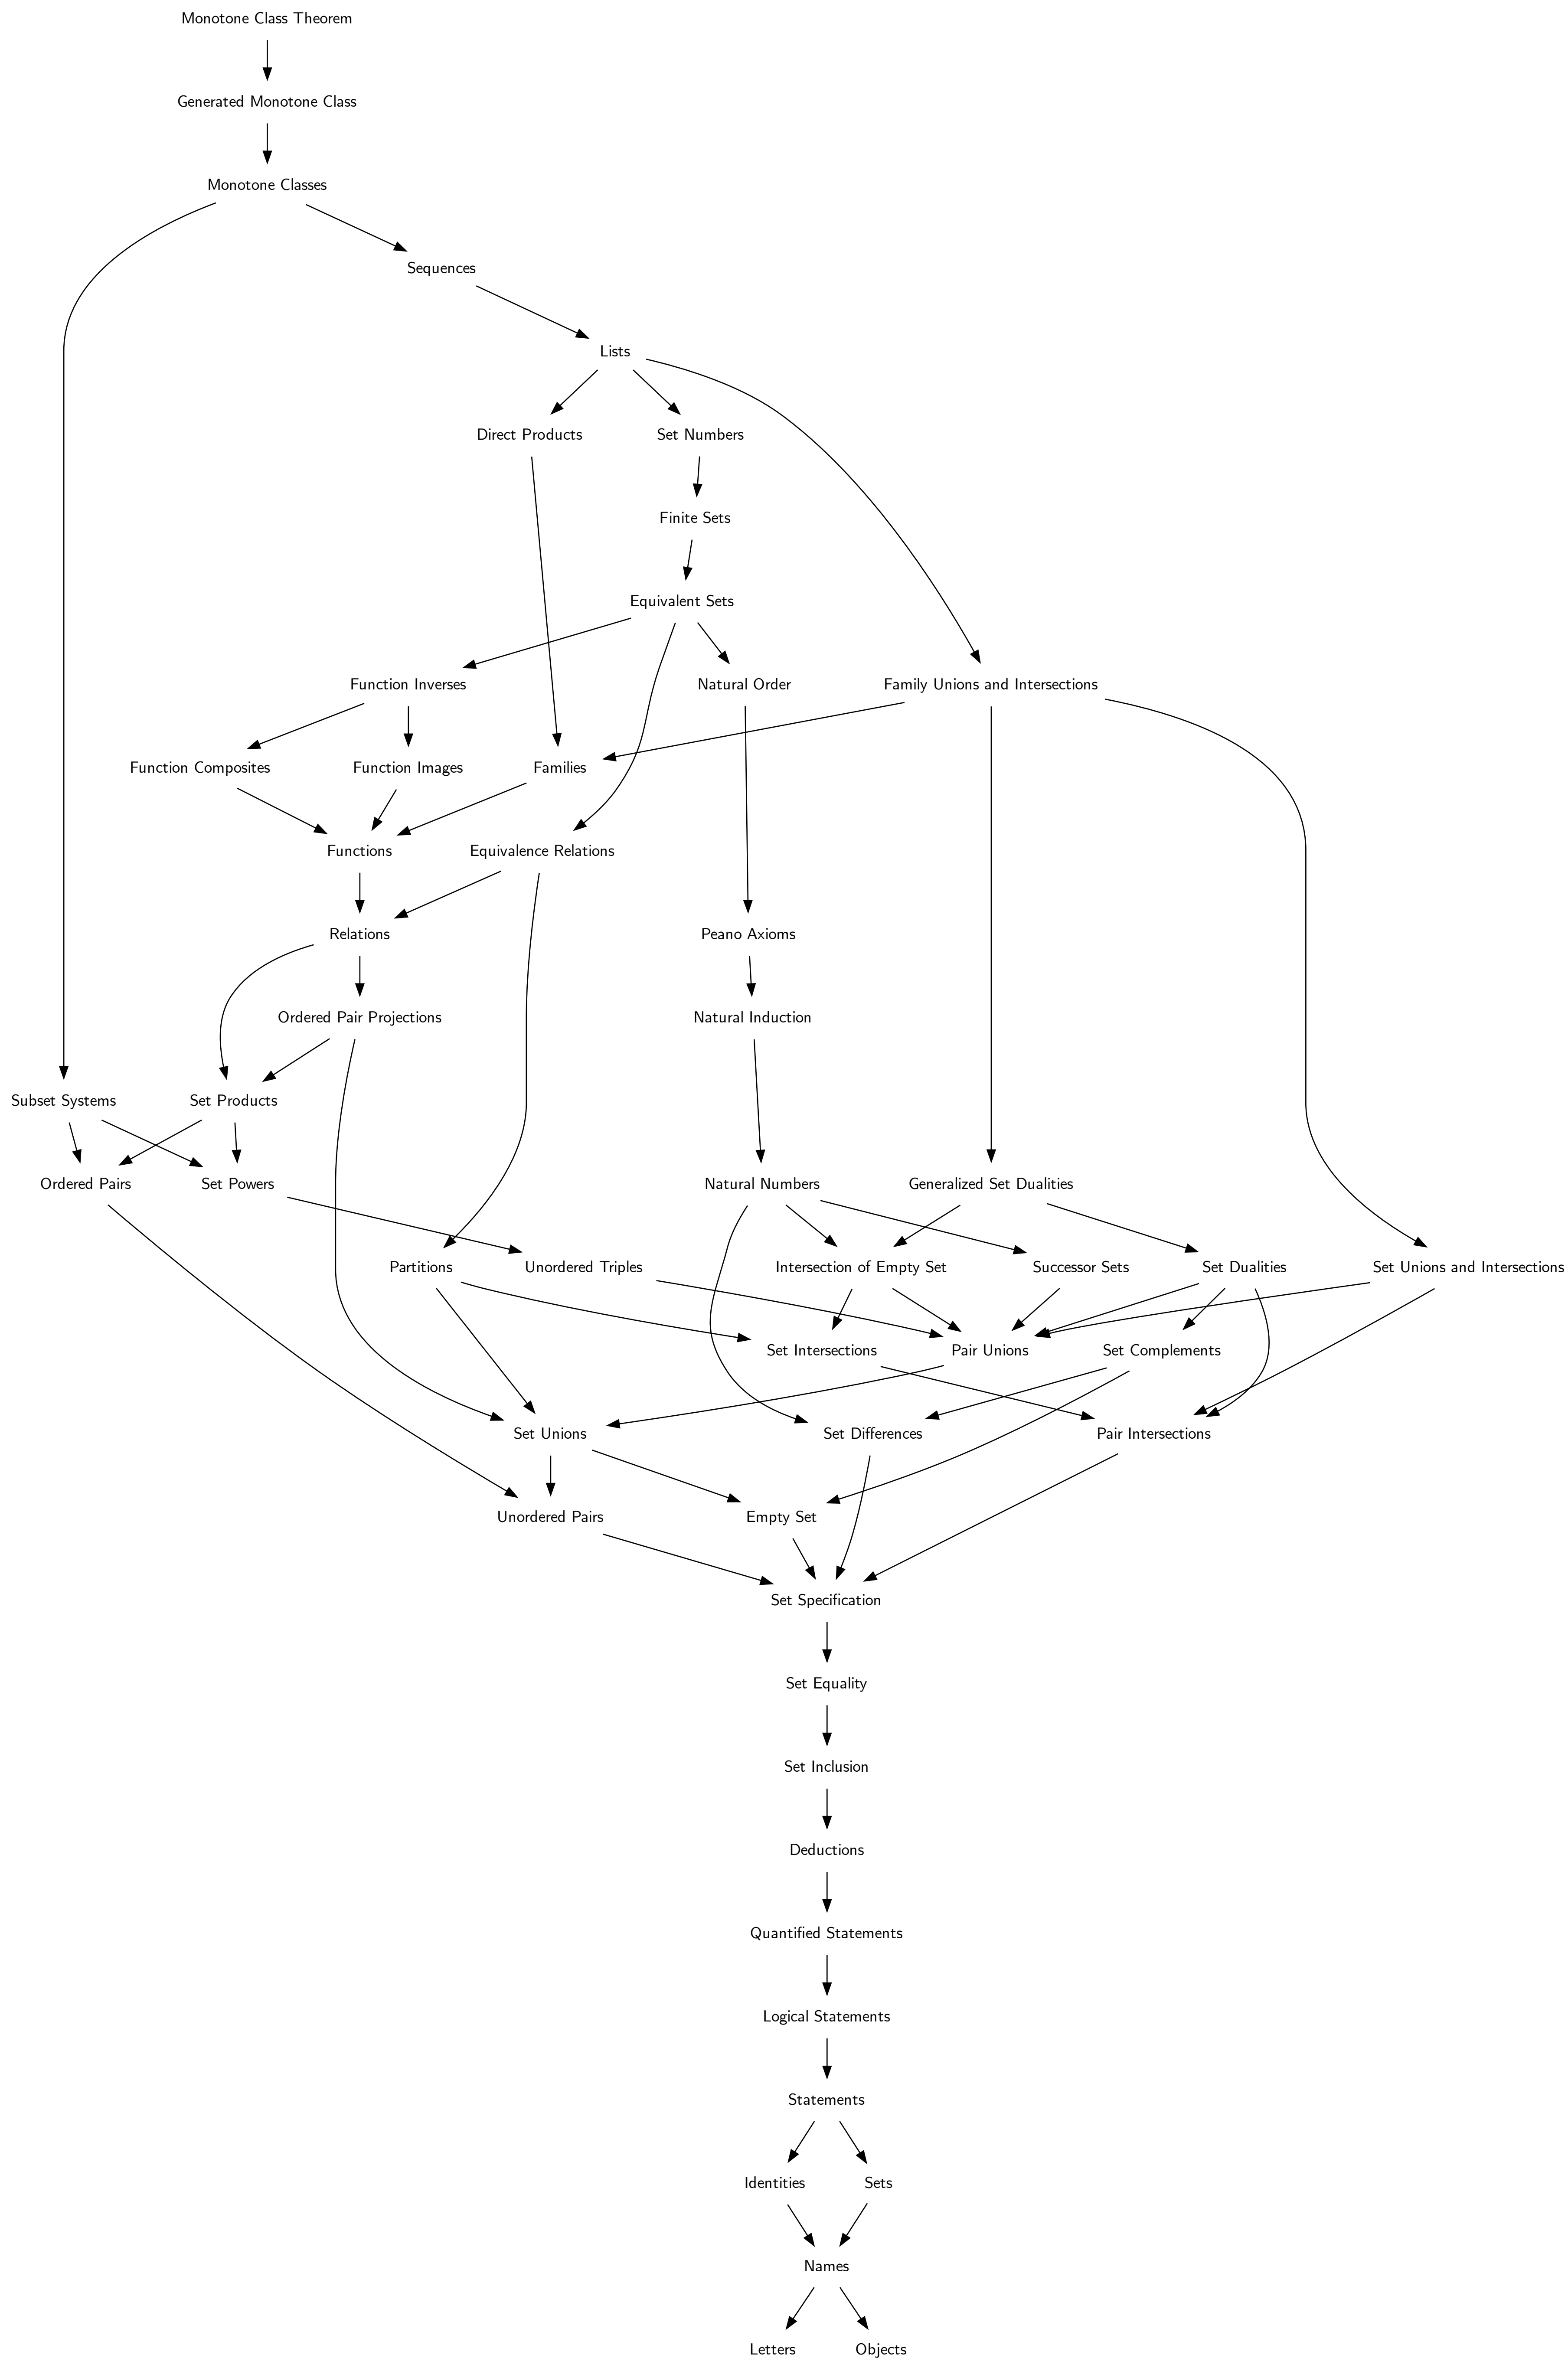 Monotone Class Theorem
Generated Monotone Class
Monotone Classes
Sequences
Lists
Direct Products
Set Numbers
Finite Sets
Equivalent Sets
Function Inverses
Natural Order
Family Unions and Intersections
Function Composites
Function Images
Families
Functions
Equivalence Relations
Relations
Peano Axioms
Ordered Pair Projections
Natural Induction
Subset Systems
Set Products
Ordered Pairs
Set Powers
Natural Numbers
Generalized Set Dualities
Partitions
Unordered Triples
Intersection of Empty Set
Successor Sets
Set Dualities
Set Unions and Intersections
Set Intersections
Pair Unions
Set Complements
Set Unions
Set Differences
Pair Intersections
Unordered Pairs
Empty Set
Set Specification
Set Equality
Set Inclusion
Deductions
Quantified Statements
Logical Statements
Statements
Identities
Sets
Names
Letters
Objects